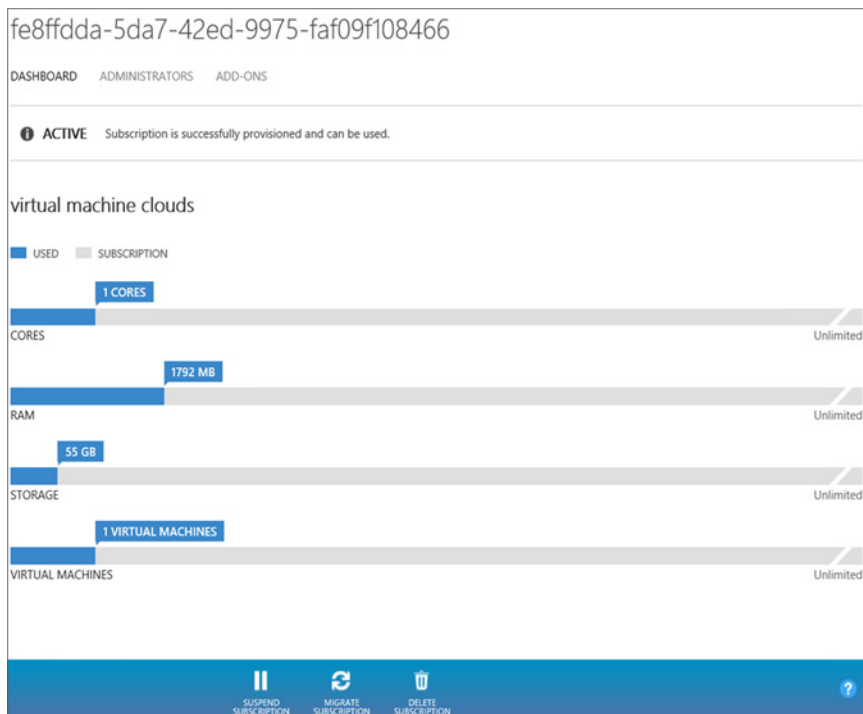 fe8ffdda-5da7-42ed-9975-faf09f108466
DASHBOARD ADMINISTRATORS ADD-ONS
ACTIVE Subscription is successfully provisioned and can be used.
virtual machine clouds
USED SUBSCRIPTION
1 CORES
CORES Unlimited
1792 MB
RAM Unlimited
55 GB
STORAGE Unlimited
1 VIRTUAL MACHINES
VIRTUAL MACHINES Unlimited
SUSPEND MIGRATE DELETE
SUBSCRIPTION SUBSCRIPTION SUBSCRIPTION
?